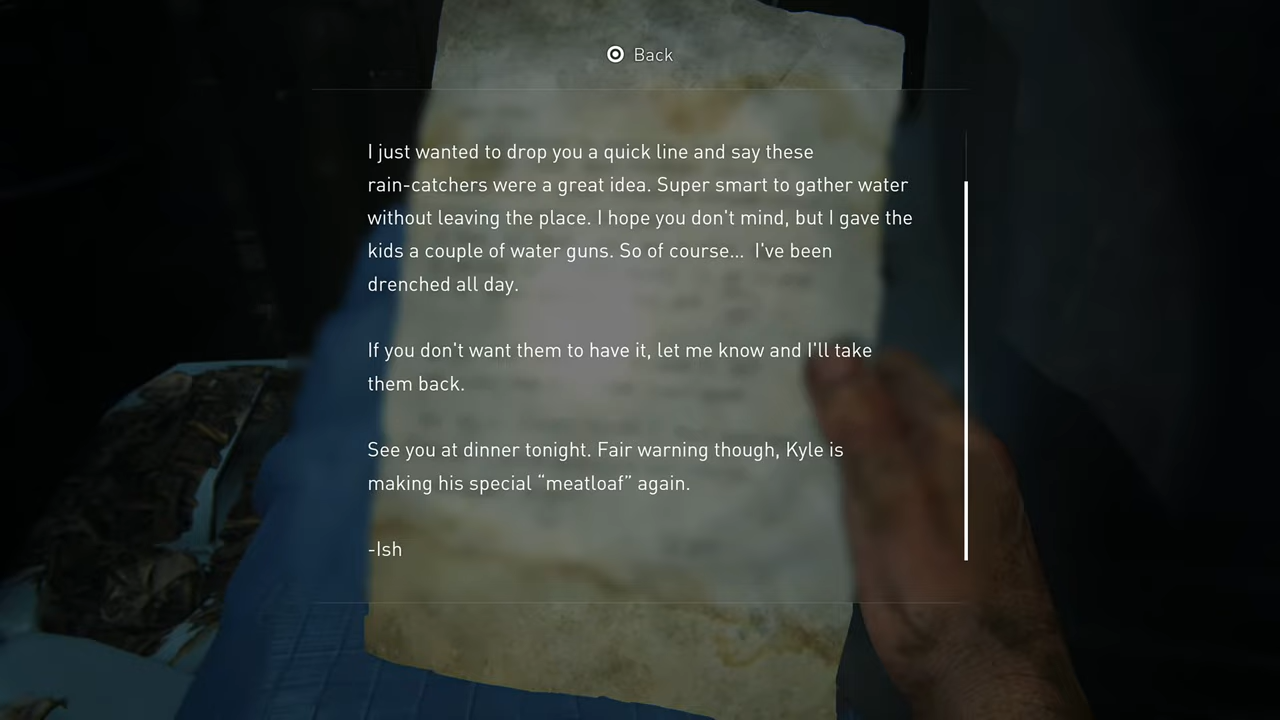 Back
I just wanted to drop you a quick line and say these
rain-catchers were a great idea. Super smart to gather water
without leaving the place. I hope you don't mind, but I gave the
kids a couple of water guns. So of course...  I've been
drenched all day.
If you don't want them to have it, let me know and I'll take
them back.
See you at dinner tonight. Fair warning though, Kyle is
making his special “meatloaf” again.
-Ish